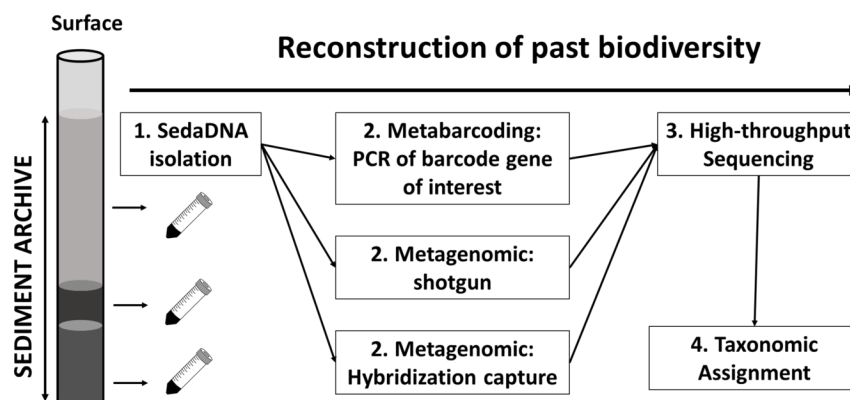 Surface
Reconstruction of past biodiversity
SEDIMENT ARCHIVE
1. SedaDNA
isolation
2. Metabarcoding:
PCR of barcode gene
of interest
2. Metagenomic:
shotgun
2. Metagenomic:
Hybridization capture
3. High-throughput
Sequencing
4. Taxonomic
Assignment